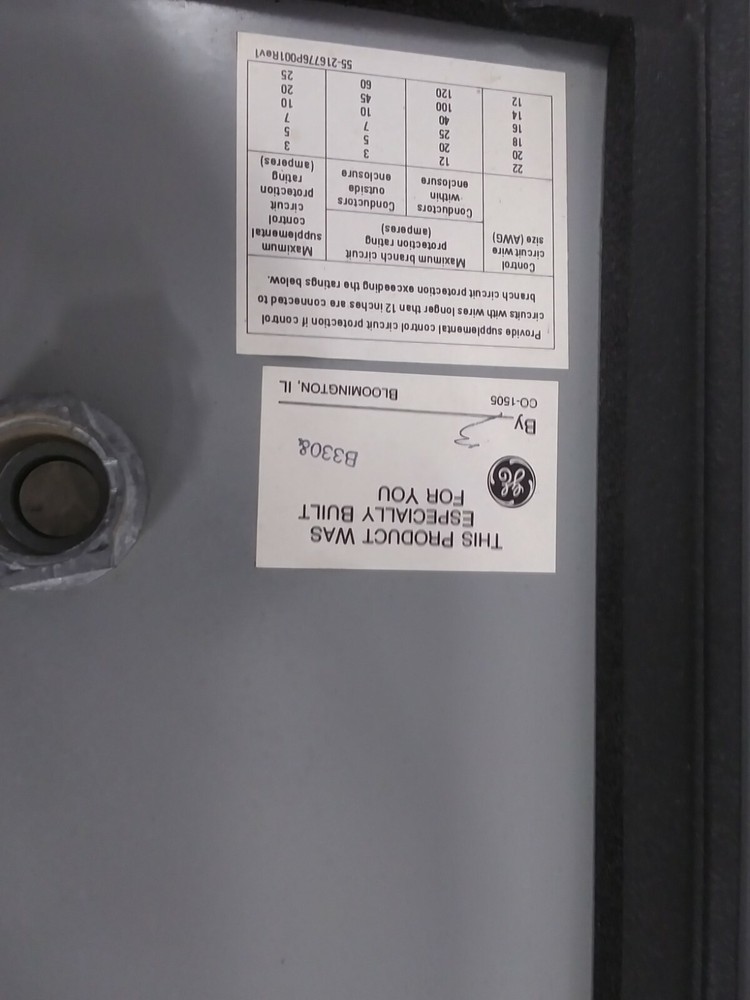 THIS PRODUCT WAS
ESPECIALLY BUILT
FOR YOU
GE
B3308
By
CO-1505 BLOOMINGTON, IL
Provide supplemental control circuit protection if control
circuits with wires longer than 12 inches are connected to
branch circuit protection exceeding the ratings below.
Control
circuit wire
size (AWG)
Maximum branch circuit
protection rating
(amperes)
Conductors
within
enclosure
Conductors
outside
enclosure
Maximum
supplemental
control
circuit
protection
rating
(amperes)
22 12 3 3
20 20 5 5
18 25 7 7
16 40 10 10
14 100 45 20
12 120 60 25
55-216776P001Rev1